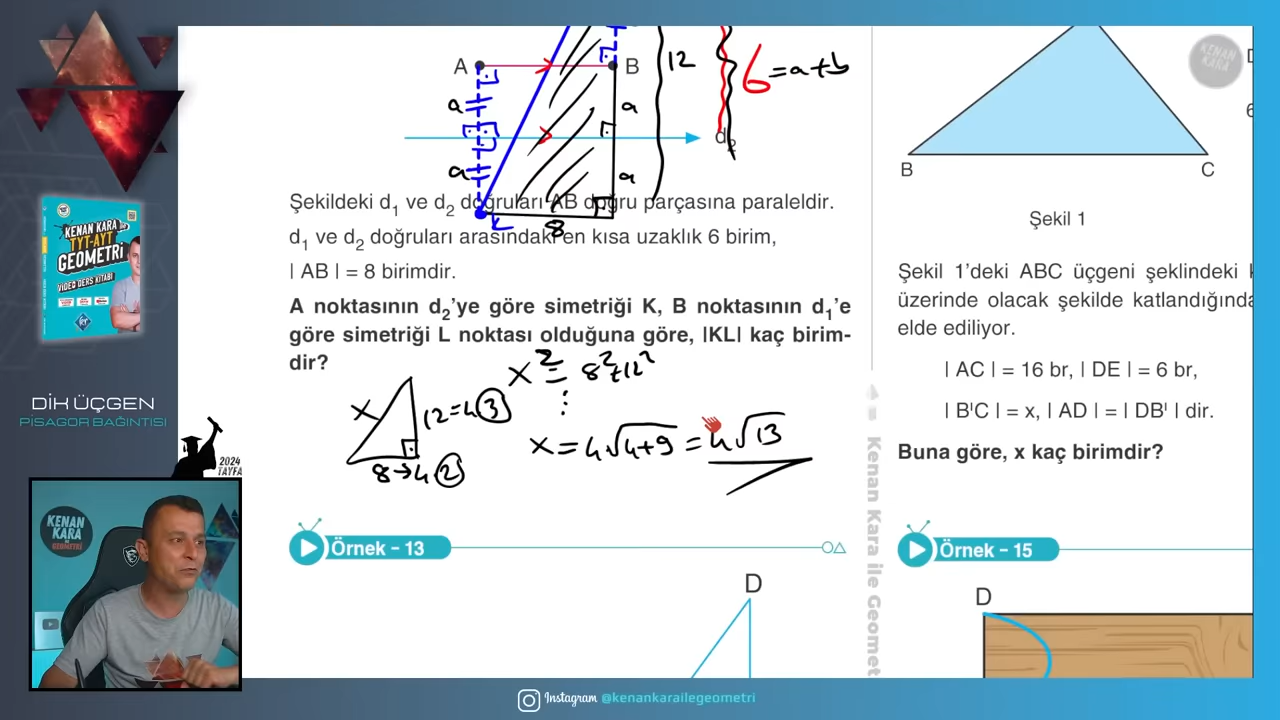 A
B
12
6=a+b
a
a
d2
a
a
Şekildeki d1 ve d2 doğruları AB doğru parçasına paraleldir.
K
8
d1 ve d2 doğruları arasındaki en kısa uzaklık 6 birim,
| AB | = 8 birimdir.
A noktasının d2’ye göre simetriği K, B noktasının d1’e
göre simetriği L noktası olduğuna göre, |KL| kaç birim-
dir?
x² = 8²+12²
x
12=4③
8→4②
x = 4√4+9 = 4√13
Örnek – 13
D
B
C
Şekil 1
Şekil 1’deki ABC üçgeni şeklindeki
üzerinde olacak şekilde katlandığında
elde ediliyor.
| AC | = 16 br, | DE | = 6 br,
| B'C | = x, | AD | = | DB' | dir.
Buna göre, x kaç birimdir?
Örnek – 15
D
Kenan Kara ile Geomet
KENAN
KARA
KENAN KARA
TYT-AYT
GEOMETRİ
VİDEO DERS KİTABI
DİK ÜÇGEN
PİSAGOR BAĞINTISI
2024
TAYFA
KENAN
KARA
GEOMETRİ
Instagram @kenankarailegeometri